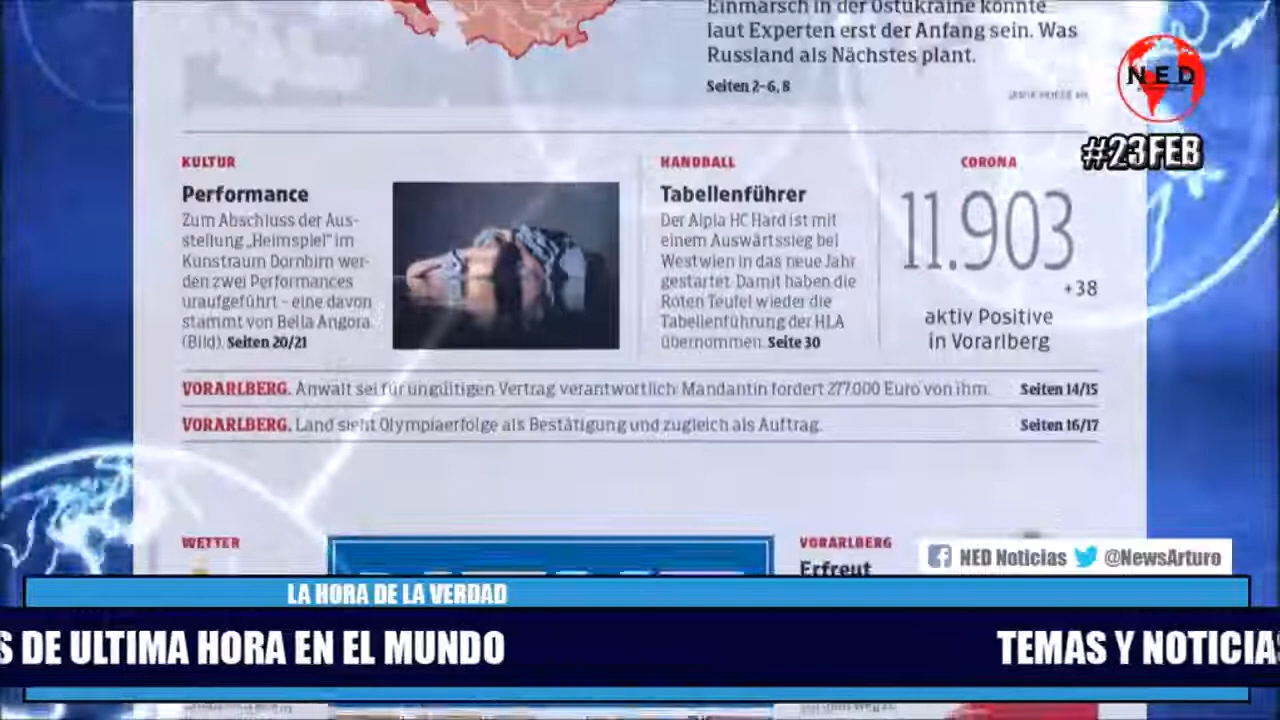 Einmarsch in der Ostukraine könnte
laut Experten erst der Anfang sein. Was
Russland als Nächstes plant.
Seiten 2–6, 8
NED
#23FEB
KULTUR
Performance
Zum Abschluss der Aus-
stellung „Heimspiel“ im
Kunstraum Dornbirn wer-
den zwei Performances
uraufgeführt – eine davon
stammt von Bella Angora.
(Bild). Seiten 20/21
HANDBALL
Tabellenführer
Der Alpla HC Hard ist mit
einem Auswärtssieg bei
Westwien in das neue Jahr
gestartet. Damit haben die
Roten Teufel wieder die
Tabellenführung der HLA
übernommen. Seite 30
CORONA
11.903
+38
aktiv Positive
in Vorarlberg
VORARLBERG. Anwalt sei für ungültigen Vertrag verantwortlich: Mandantin fordert 277.000 Euro von ihm. Seiten 14/15
VORARLBERG. Land sieht Olympiaerfolge als Bestätigung und zugleich als Auftrag. Seiten 16/17
WETTER
VORARLBERG
Erfreut
NED Noticias @NewsArturo
LA HORA DE LA VERDAD
S DE ULTIMA HORA EN EL MUNDO TEMAS Y NOTICIAS